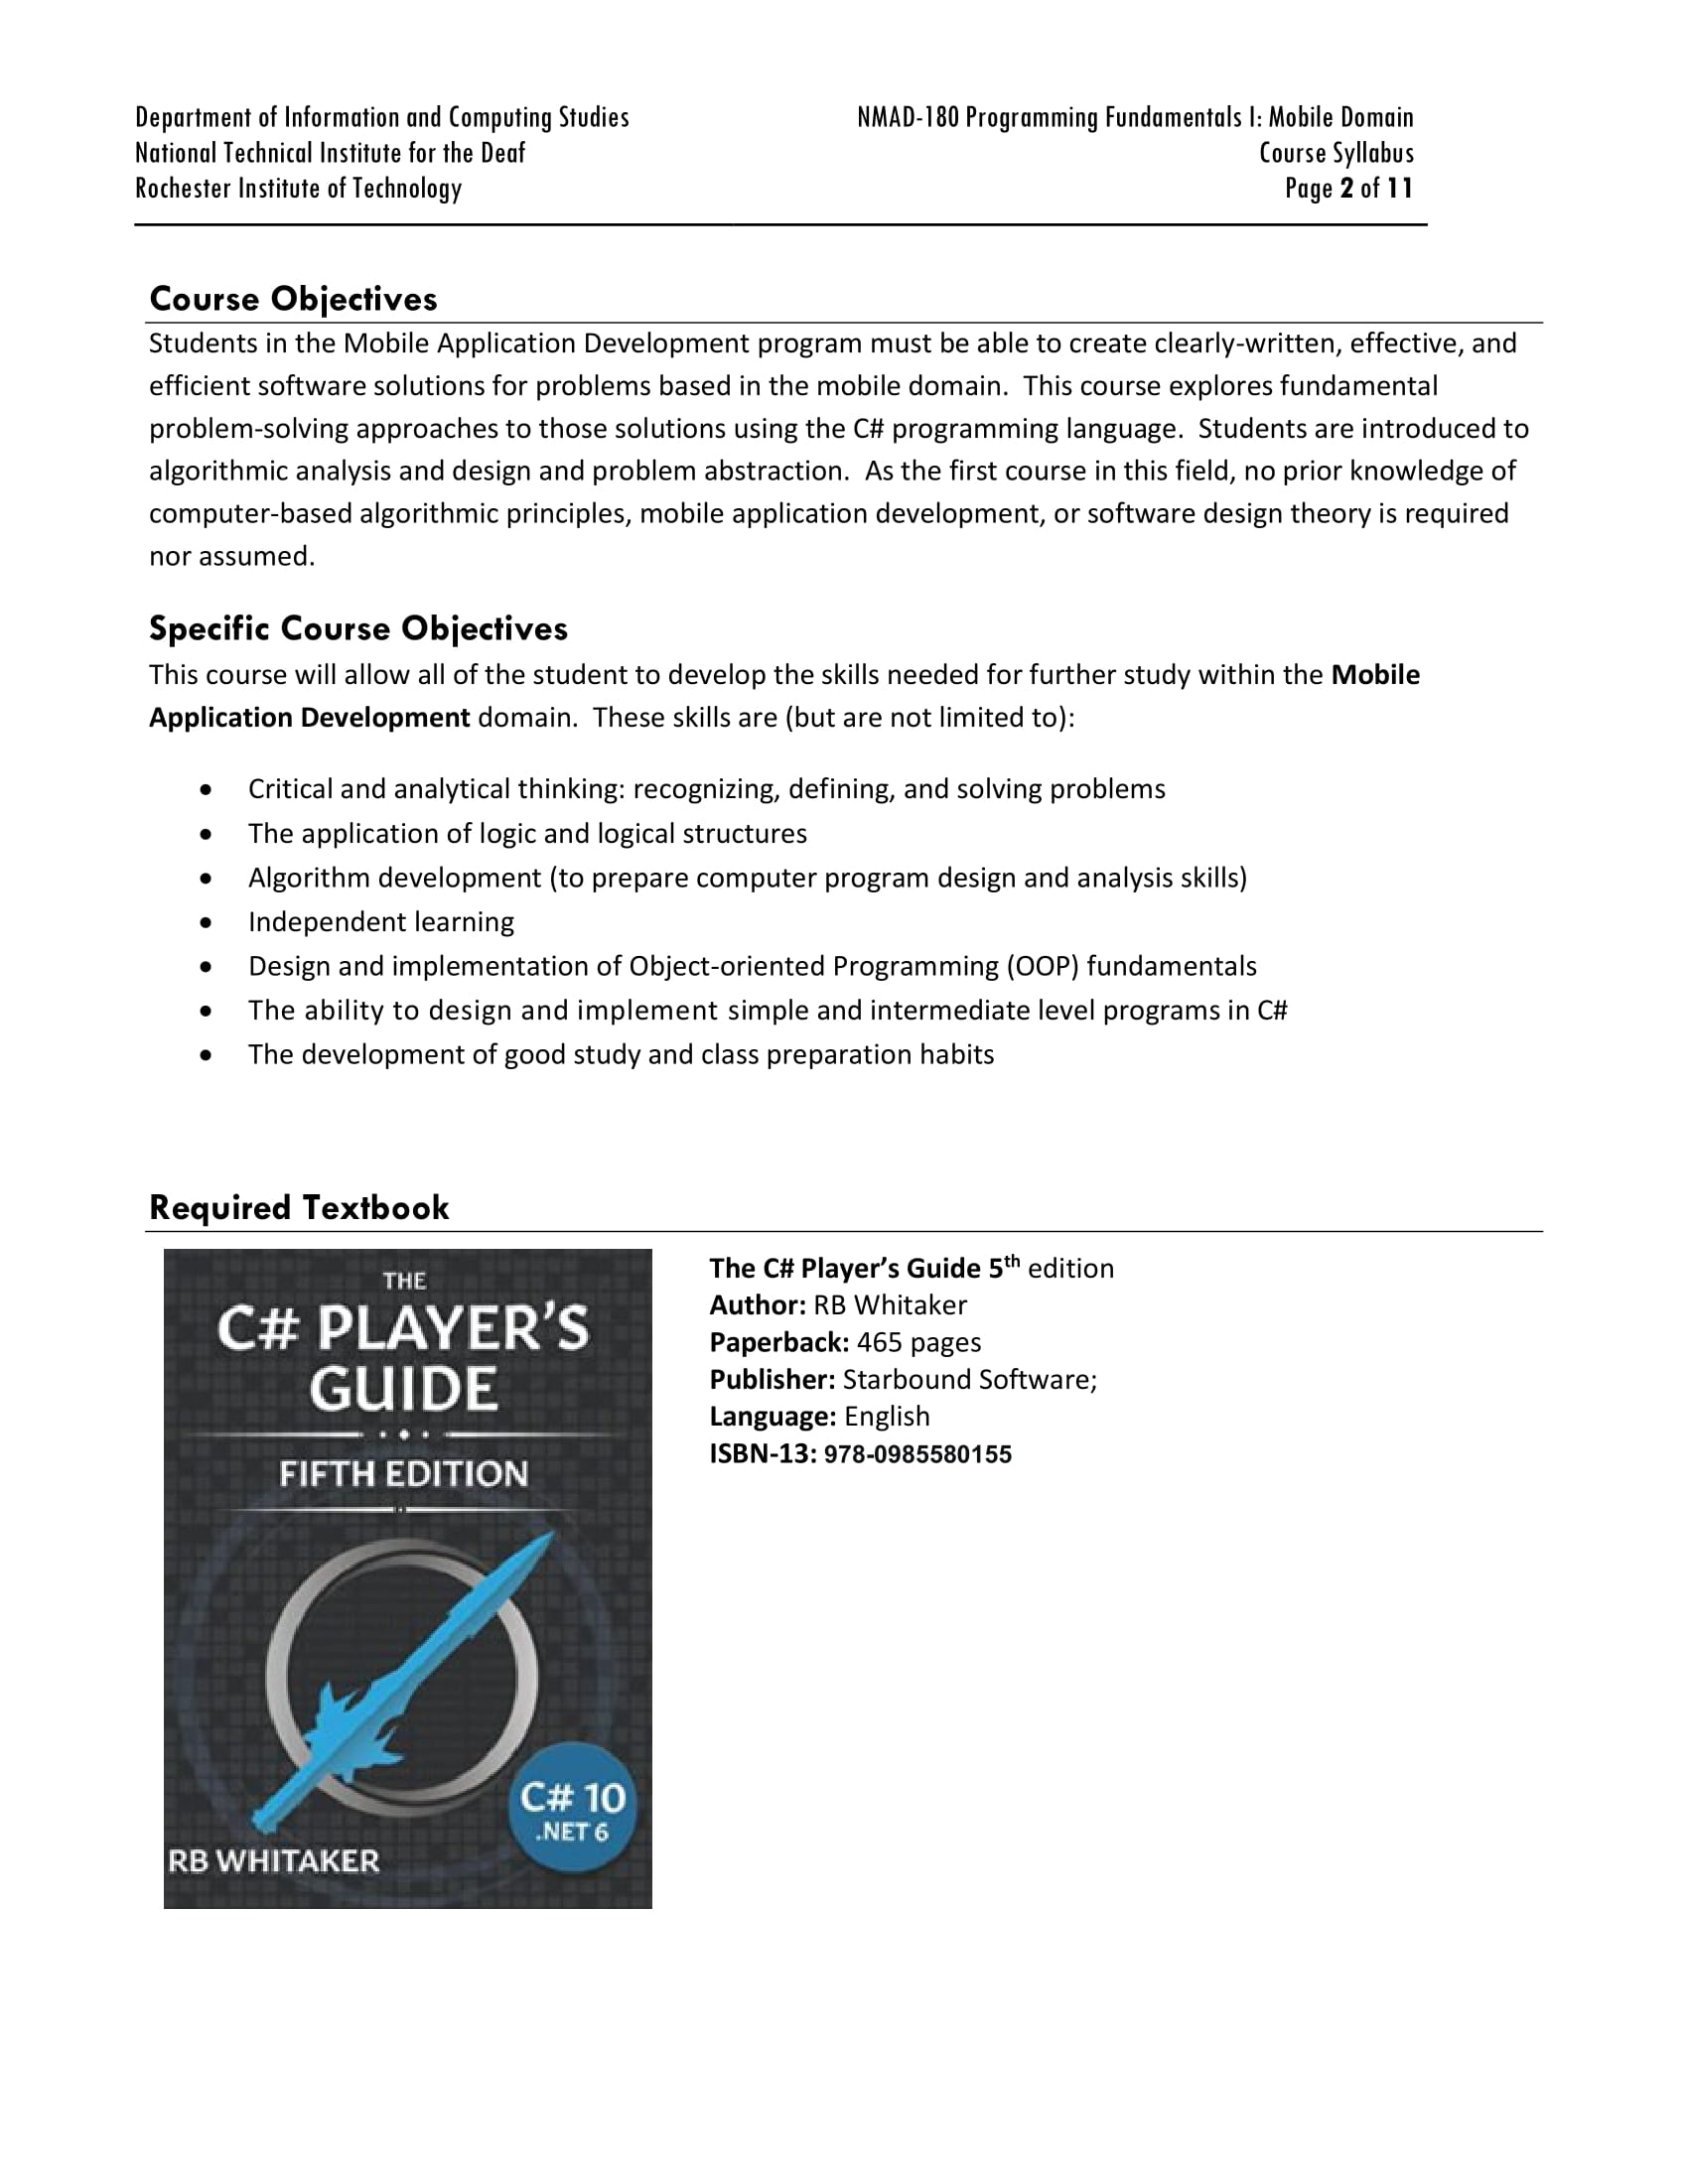 Department of Information and Computing Studies
National Technical Institute for the Deaf
Rochester Institute of Technology
NMAD-180 Programming Fundamentals I: Mobile Domain
Course Syllabus
Page 2 of 11
Course Objectives
Students in the Mobile Application Development program must be able to create clearly-written, effective, and
efficient software solutions for problems based in the mobile domain.  This course explores fundamental
problem-solving approaches to those solutions using the C# programming language.  Students are introduced to
algorithmic analysis and design and problem abstraction.  As the first course in this field, no prior knowledge of
computer-based algorithmic principles, mobile application development, or software design theory is required
nor assumed.
Specific Course Objectives
This course will allow all of the student to develop the skills needed for further study within the Mobile
Application Development domain.  These skills are (but are not limited to):
• Critical and analytical thinking: recognizing, defining, and solving problems
• The application of logic and logical structures
• Algorithm development (to prepare computer program design and analysis skills)
• Independent learning
• Design and implementation of Object-oriented Programming (OOP) fundamentals
• The ability to design and implement simple and intermediate level programs in C#
• The development of good study and class preparation habits
Required Textbook
THE
C# PLAYER'S
GUIDE
FIFTH EDITION
C# 10
.NET 6
RB WHITAKER
The C# Player's Guide 5th edition
Author: RB Whitaker
Paperback: 465 pages
Publisher: Starbound Software;
Language: English
ISBN-13: 978-0985580155